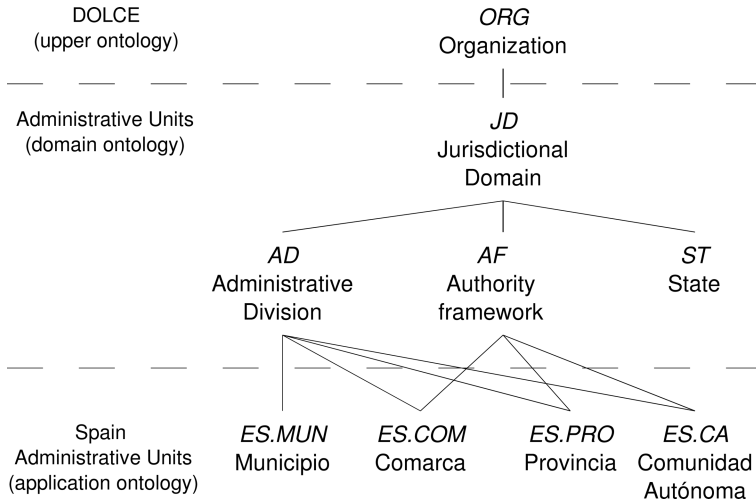 DOLCE
(upper ontology)
ORG
Organization
Administrative Units
(domain ontology)
JD
Jurisdictional
Domain
AD
Administrative
Division
AF
Authority
framework
ST
State
Spain
Administrative Units
(application ontology)
ES.MUN
Municipio
ES.COM
Comarca
ES.PRO
Provincia
ES.CA
Comunidad
Autónoma